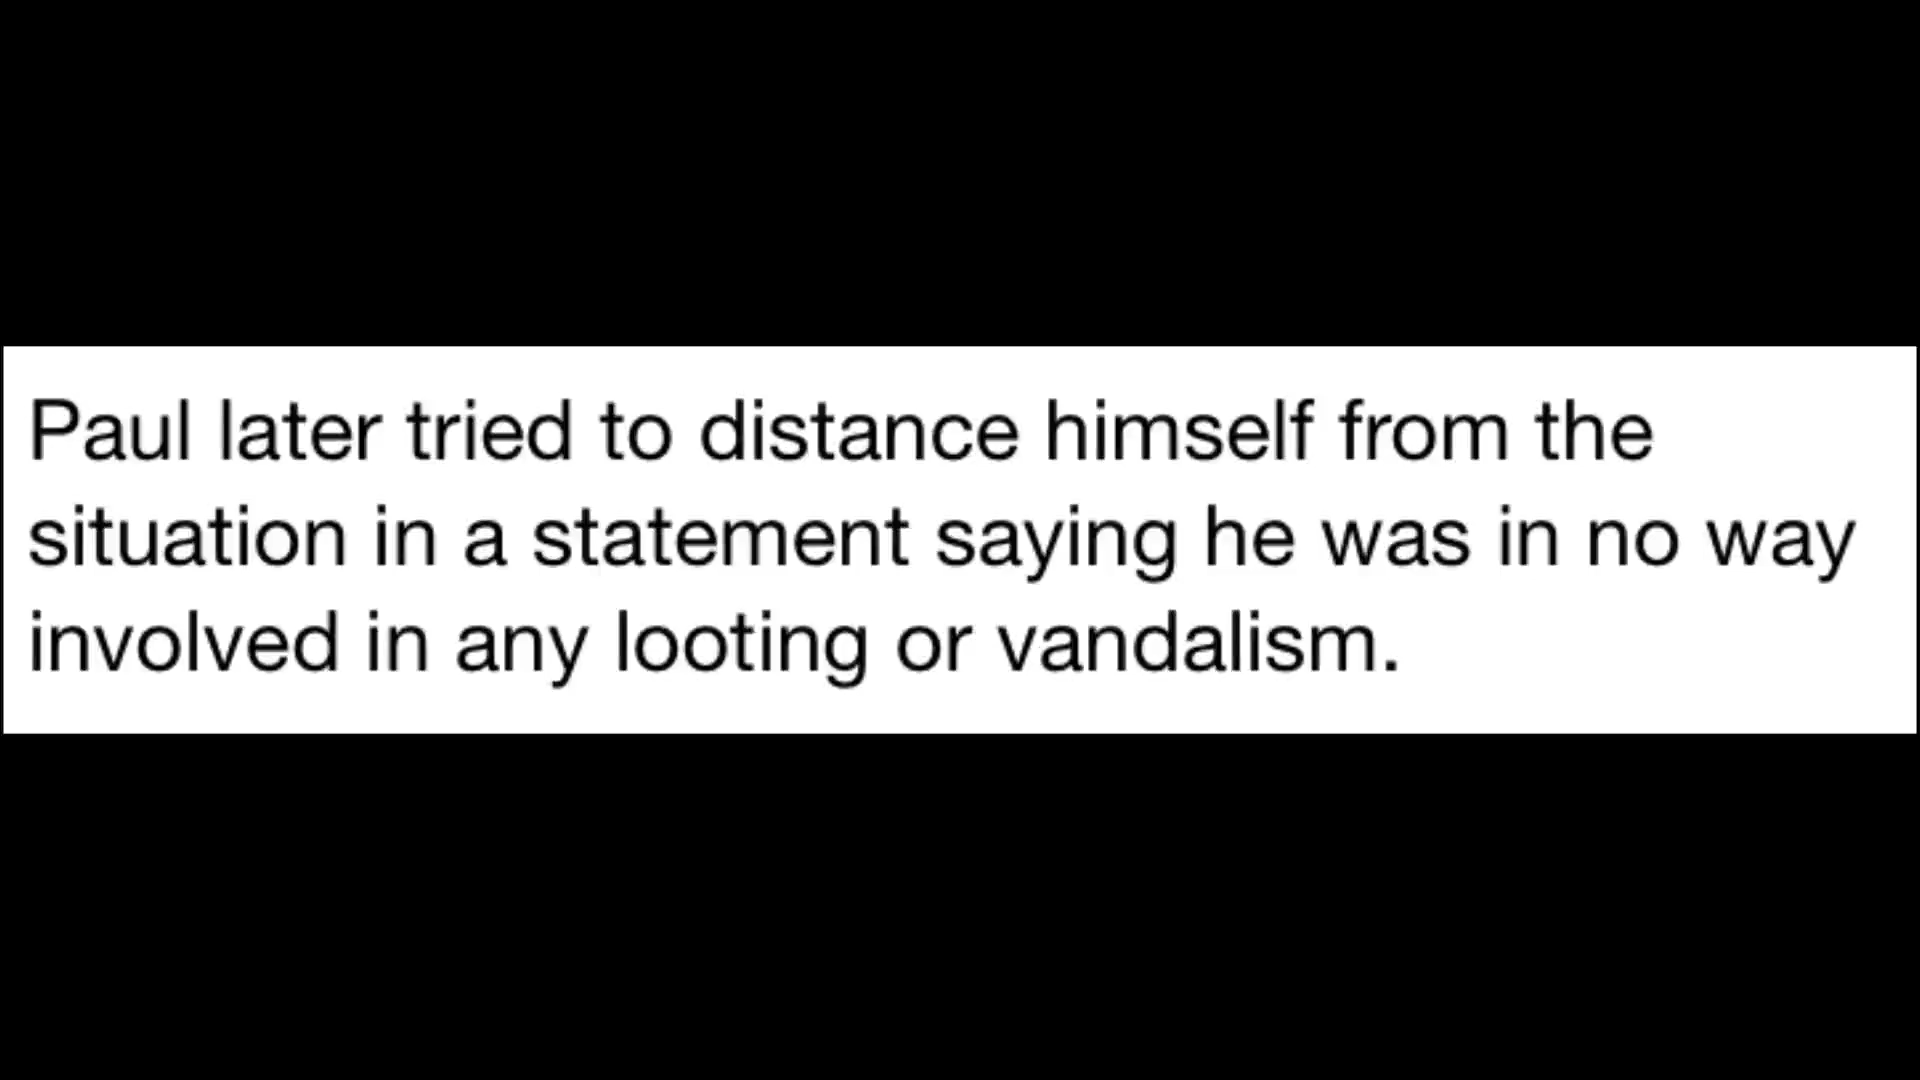 Paul later tried to distance himself from the
situation in a statement saying he was in no way
involved in any looting or vandalism.